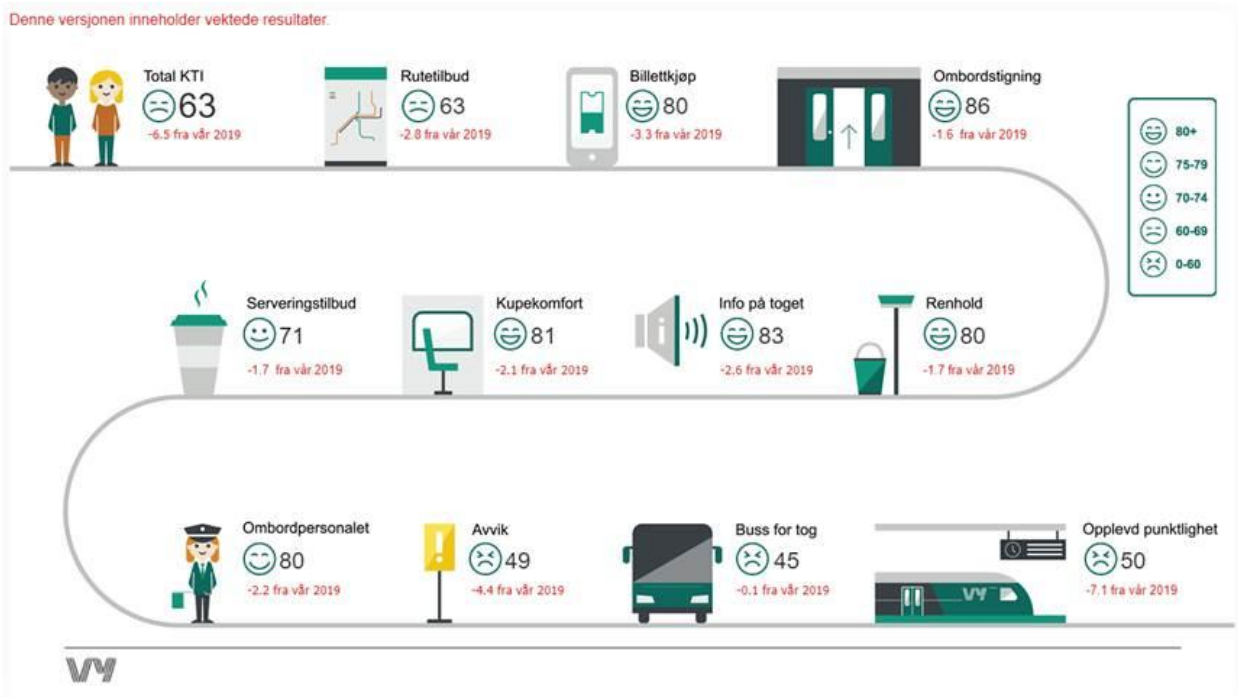 Denne versjonen inneholder vektede resultater.
Total KTI
63
-6.5 fra vår 2019
Rutetilbud
63
-2.8 fra vår 2019
Billettkjøp
80
-3.3 fra vår 2019
Ombordstigning
86
-1.6 fra vår 2019
80+
75-79
70-74
60-69
0-60
Serveringstilbud
71
-1.7 fra vår 2019
Kupekomfort
81
-2.1 fra vår 2019
Info på toget
83
-2.6 fra vår 2019
Renhold
80
-1.7 fra vår 2019
Ombordpersonalet
80
-2.2 fra vår 2019
Avvik
49
-4.4 fra vår 2019
Buss for tog
45
-0.1 fra vår 2019
Opplevd punktlighet
50
-7.1 fra vår 2019
VY
VY